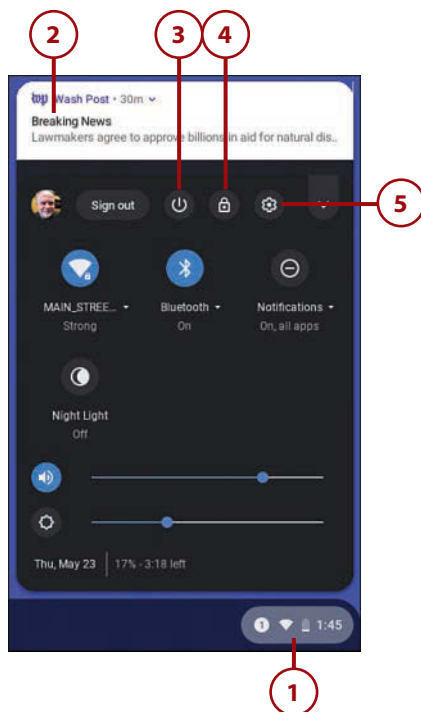 2
3
4
wp Wash Post • 30m
Breaking News
Lawmakers agree to approve billions in aid for natural dis..
Sign out
5
MAIN_STREE...
Bluetooth
Notifications
Strong
On
On, all apps
Night Light
Off
Thu, May 23
17% - 3:18 left
1
1:45
1